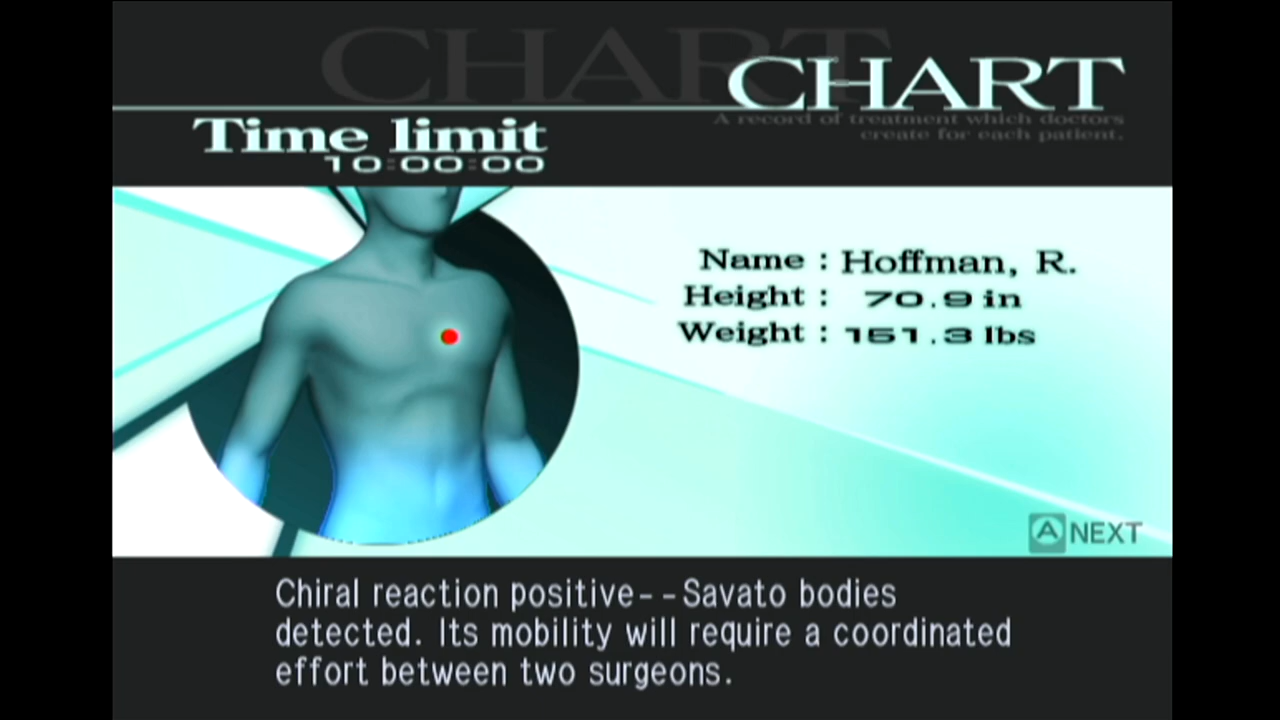 CHART
CHART
A record of treatment which doctors
create for each patient.
Time limit
10:00:00
Name : Hoffman, R.
Height : 70.9 in
Weight : 151.3 lbs
A NEXT
Chiral reaction positive--Savato bodies
detected. Its mobility will require a coordinated
effort between two surgeons.